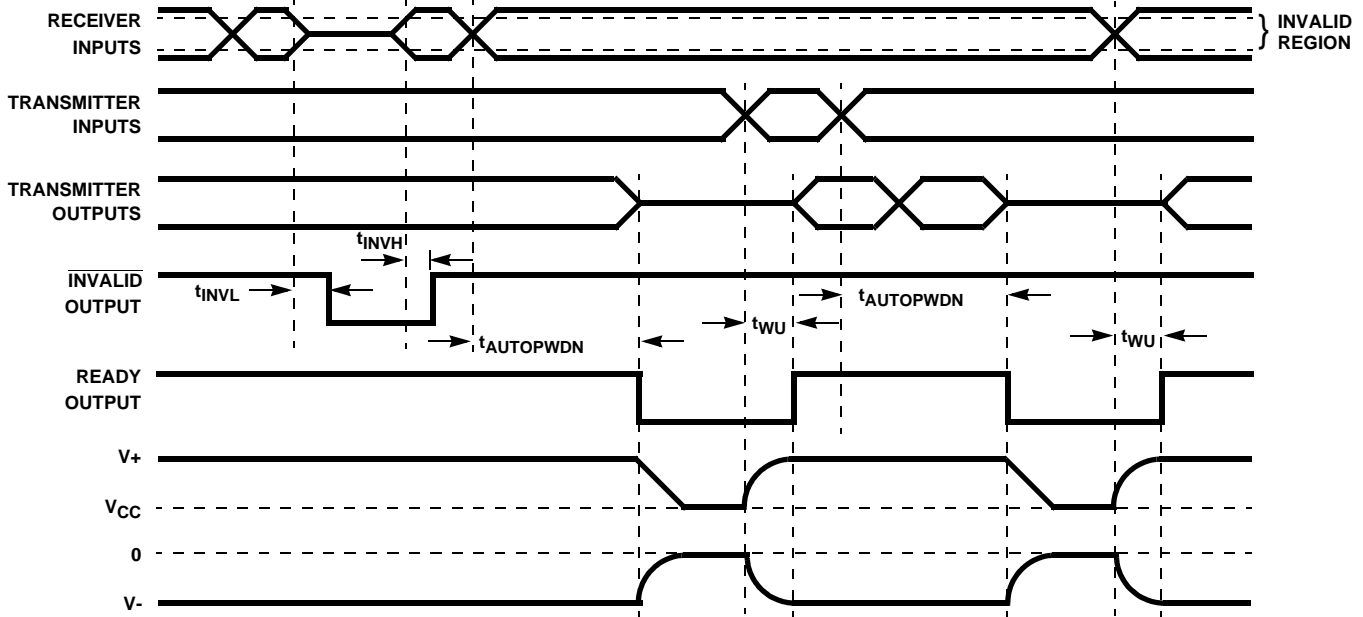 RECEIVER
INPUTS
} INVALID
REGION
TRANSMITTER
INPUTS
TRANSMITTER
OUTPUTS
tINVH
INVALID
OUTPUT
tINVL
tAUTOPWDN
tWU
tAUTOPWDN
tWU
READY
OUTPUT
V+
VCC
0
V-